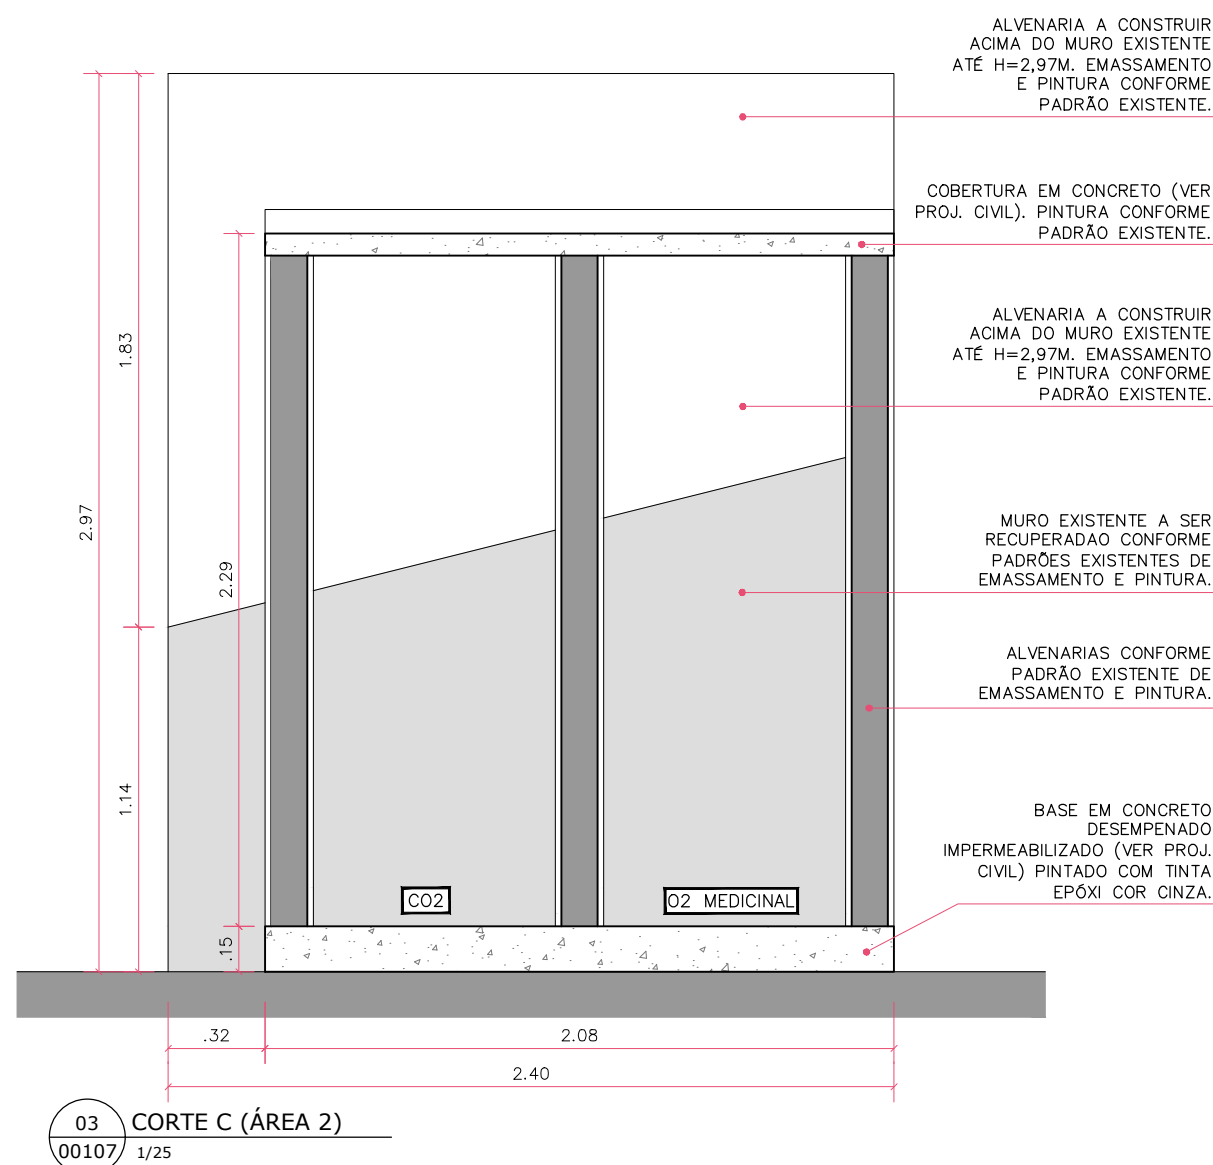 ALVENARIA A CONSTRUIR
ACIMA DO MURO EXISTENTE
ATÉ H=2,97M. EMASSAMENTO
E PINTURA CONFORME
PADRÃO EXISTENTE.
COBERTURA EM CONCRETO (VER
PROJ. CIVIL). PINTURA CONFORME
PADRÃO EXISTENTE.
ALVENARIA A CONSTRUIR
ACIMA DO MURO EXISTENTE
ATÉ H=2,97M. EMASSAMENTO
E PINTURA CONFORME
PADRÃO EXISTENTE.
MURO EXISTENTE A SER
RECUPERADAO CONFORME
PADRÕES EXISTENTES DE
EMASSAMENTO E PINTURA.
ALVENARIAS CONFORME
PADRÃO EXISTENTE DE
EMASSAMENTO E PINTURA.
BASE EM CONCRETO
DESEMPENADO
IMPERMEABILIZADO (VER PROJ.
CIVIL) PINTADO COM TINTA
EPÓXI COR CINZA.
2.97
1.83
1.14
2.29
.15
CO2
O2 MEDICINAL
.32
2.08
2.40
03
00107
CORTE C (ÁREA 2)
1/25